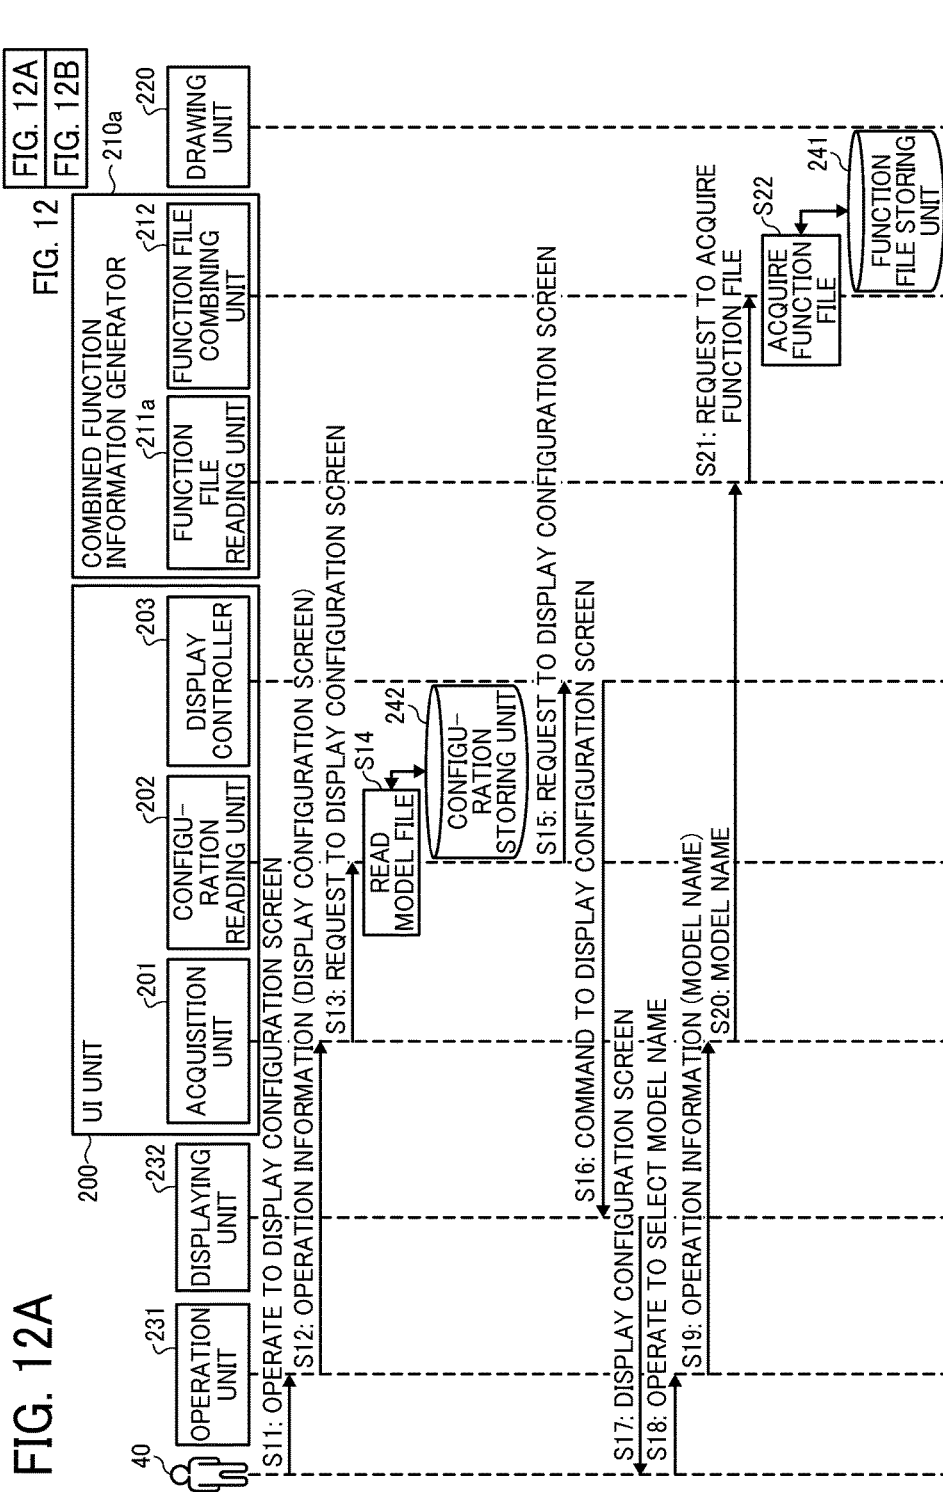 FIG. 12A
FIG. 12
FIG. 12A
FIG. 12B
40
231
OPERATION
UNIT
232
DISPLAYING
UNIT
200
UI UNIT
201
ACQUISITION
UNIT
202
CONFIGU-
RATION
READING UNIT
203
DISPLAY
CONTROLLER
210a
COMBINED FUNCTION
INFORMATION GENERATOR
211a
FUNCTION
FILE
READING UNIT
212
FUNCTION FILE
COMBINING
UNIT
220
DRAWING
UNIT
S11: OPERATE TO DISPLAY CONFIGURATION SCREEN
S12: OPERATION INFORMATION (DISPLAY CONFIGURATION SCREEN)
S13: REQUEST TO DISPLAY CONFIGURATION SCREEN
S14
READ
MODEL FILE
242
CONFIGU-
RATION
STORING UNIT
S15: REQUEST TO DISPLAY CONFIGURATION SCREEN
S16: COMMAND TO DISPLAY CONFIGURATION SCREEN
S17: DISPLAY CONFIGURATION SCREEN
S18: OPERATE TO SELECT MODEL NAME
S19: OPERATION INFORMATION (MODEL NAME)
S20: MODEL NAME
S21: REQUEST TO ACQUIRE
FUNCTION FILE
S22
ACQUIRE
FUNCTION
FILE
241
FUNCTION
FILE STORING
UNIT